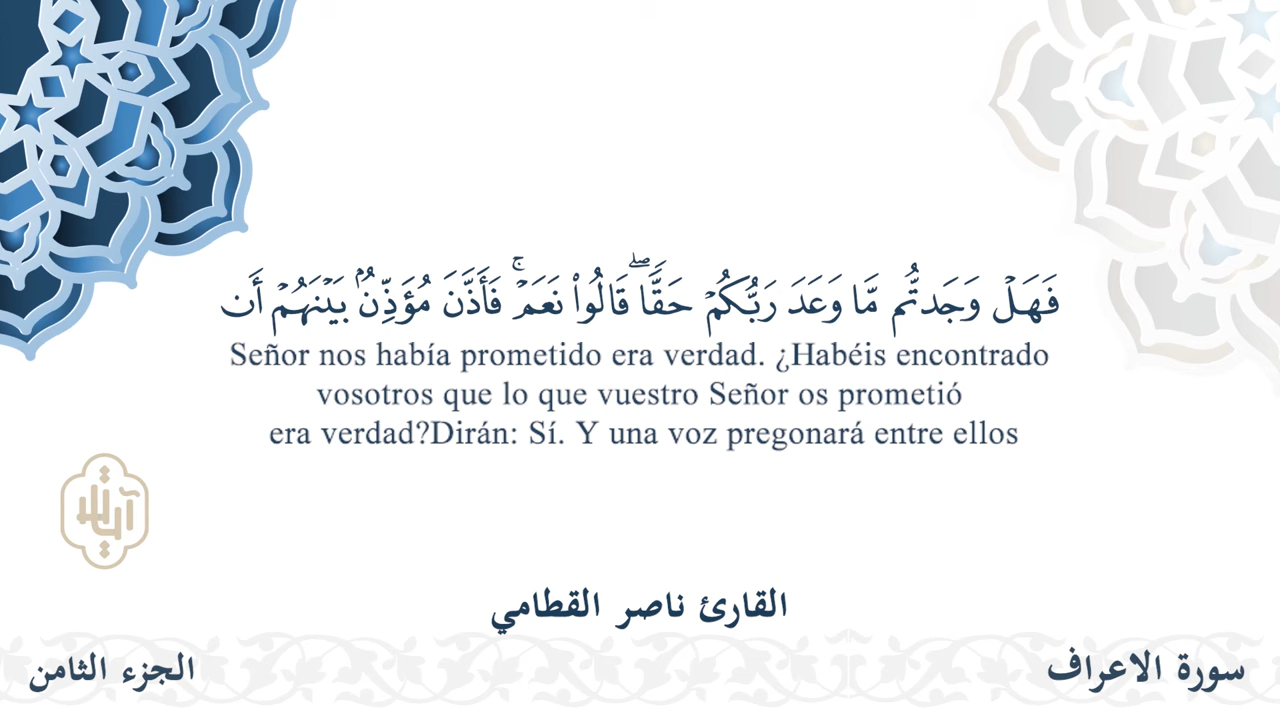 فَهَلْ وَجَدتُّم مَّا وَعَدَ رَبُّكُمْ حَقًّاۖ قَالُواْ نَعَمْۚ فَأَذَّنَ مُؤَذِّنُۢ بَيْنَهُمْ أَن
Señor nos había prometido era verdad. ¿Habéis encontrado
vosotros que lo que vuestro Señor os prometió
era verdad?Dirán: Sí. Y una voz pregonará entre ellos
القارئ ناصر القطامي
سورة الاعراف
الجزء الثامن